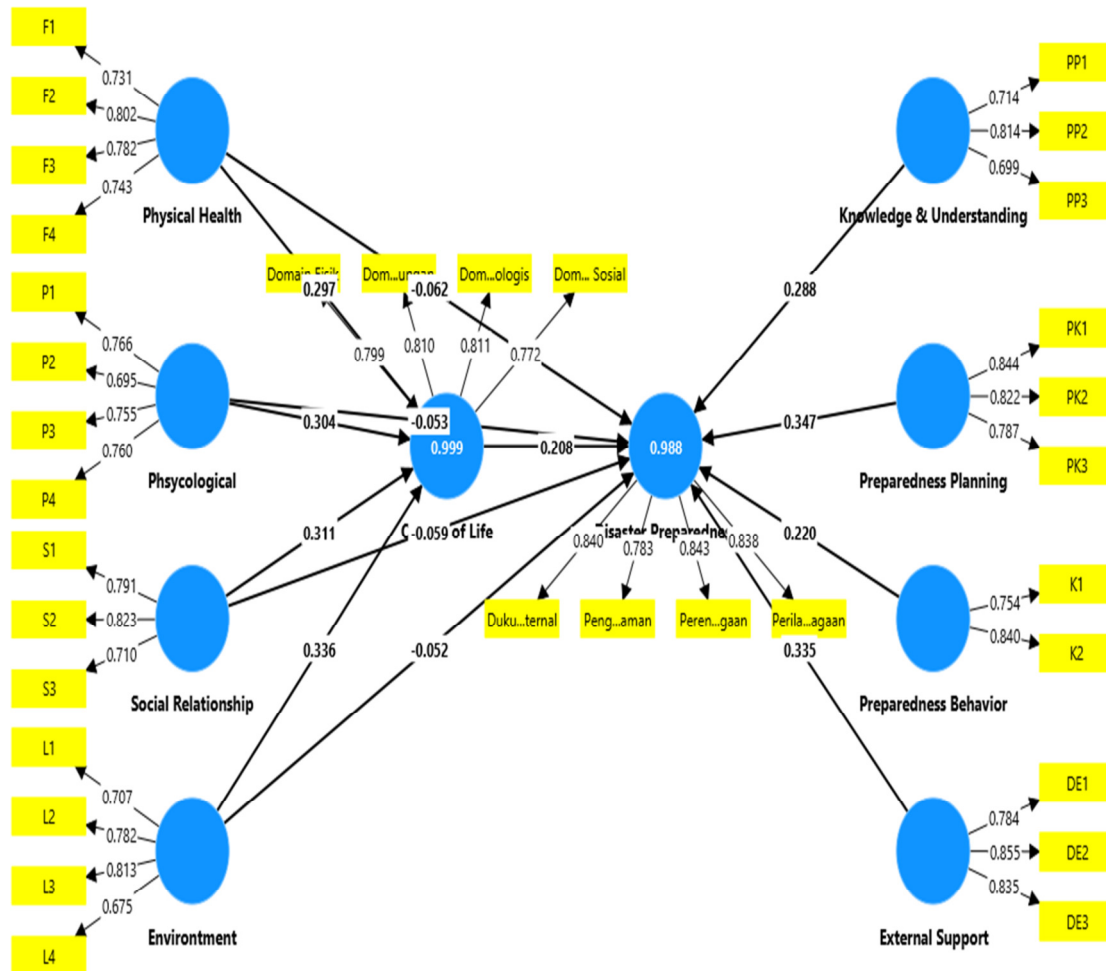 F1
0.731
F2
0.802
F3
0.782
0.743
F4
Physical Health
P1
0.766
P2
0.695
P3
0.755
0.760
P4
Phsycological
S1
0.791
S2
0.823
S3
0.710
Social Relationship
L1
0.707
L2
0.782
L3
0.813
0.675
L4
Environtment
Domain Fisik
Dom...ungan
Dom...ologis
Dom... Sosial
0.297
-0.062
0.799
0.810
0.811
0.772
0.304
-0.053
0.999
0.208
0.988
0.311
-0.059
of Life
0.336
-0.052
0.840
0.783
0.843
0.838
Duku...ternal
Peng...aman
Peren...gaan
Perila...agaan
0.288
0.347
0.220
0.335
PP1
0.714
PP2
0.814
0.699
PP3
Knowledge & Understanding
PK1
0.844
PK2
0.822
0.787
PK3
Preparedness Planning
K1
0.754
0.840
K2
Preparedness Behavior
DE1
0.784
DE2
0.855
0.835
DE3
External Support